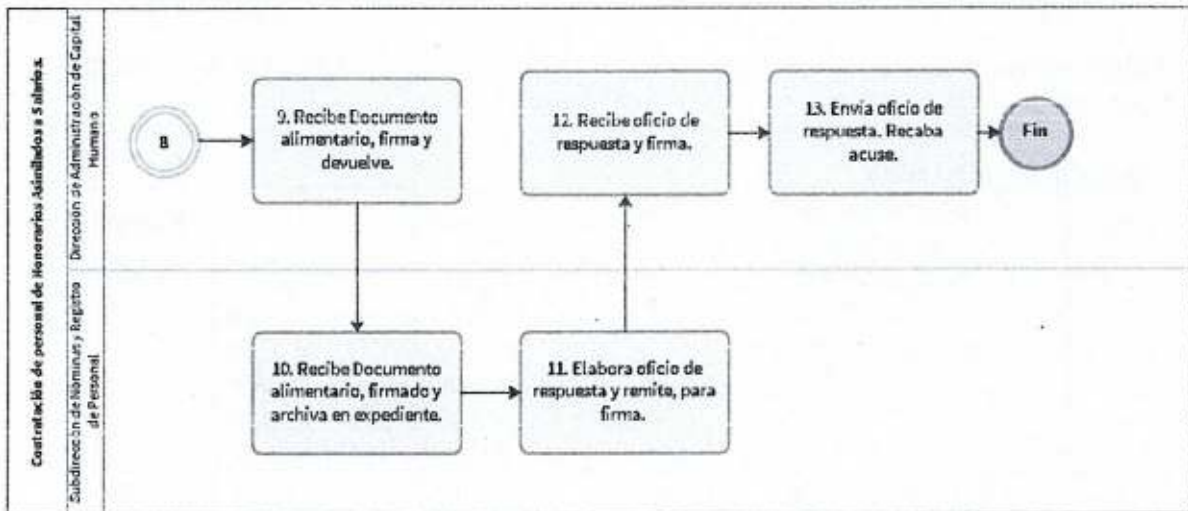 Contratación de personal de Honorarios Asimilados a Salarios.
Dirección de Administración de Capital
Humano
B
9. Recibe Documento
alimentario, firma y
devuelve.
12. Recibe oficio de
respuesta y firma.
13. Envía oficio de
respuesta. Recaba
acuse.
Fin
Subdirección de Nóminas y Registro
de Personal
10. Recibe Documento
alimentario, firmado y
archiva en expediente.
11. Elabora oficio de
respuesta y remite, para
firma.